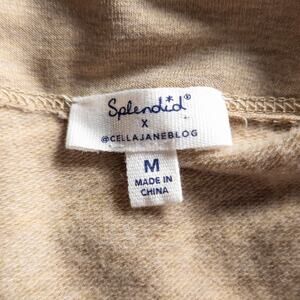 Splendid®
X
@CELLAJANEBLOG
M
MADE IN
CHINA